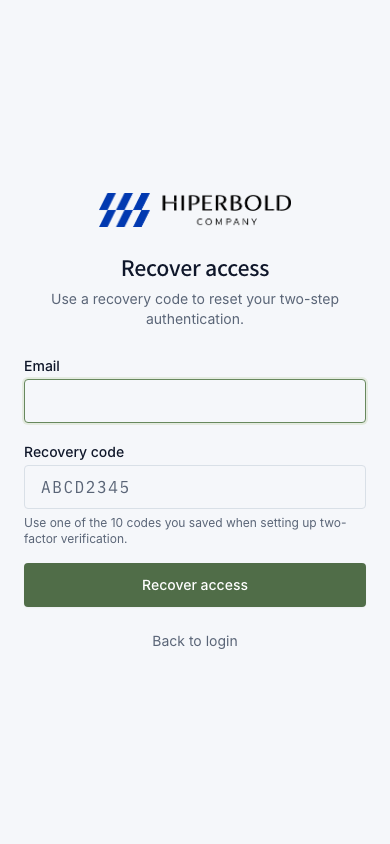 HIPERBOLD
COMPANY
Recover access
Use a recovery code to reset your two-step
authentication.
Email
Recovery code
ABCD2345
Use one of the 10 codes you saved when setting up two-
factor verification.
Recover access
Back to login